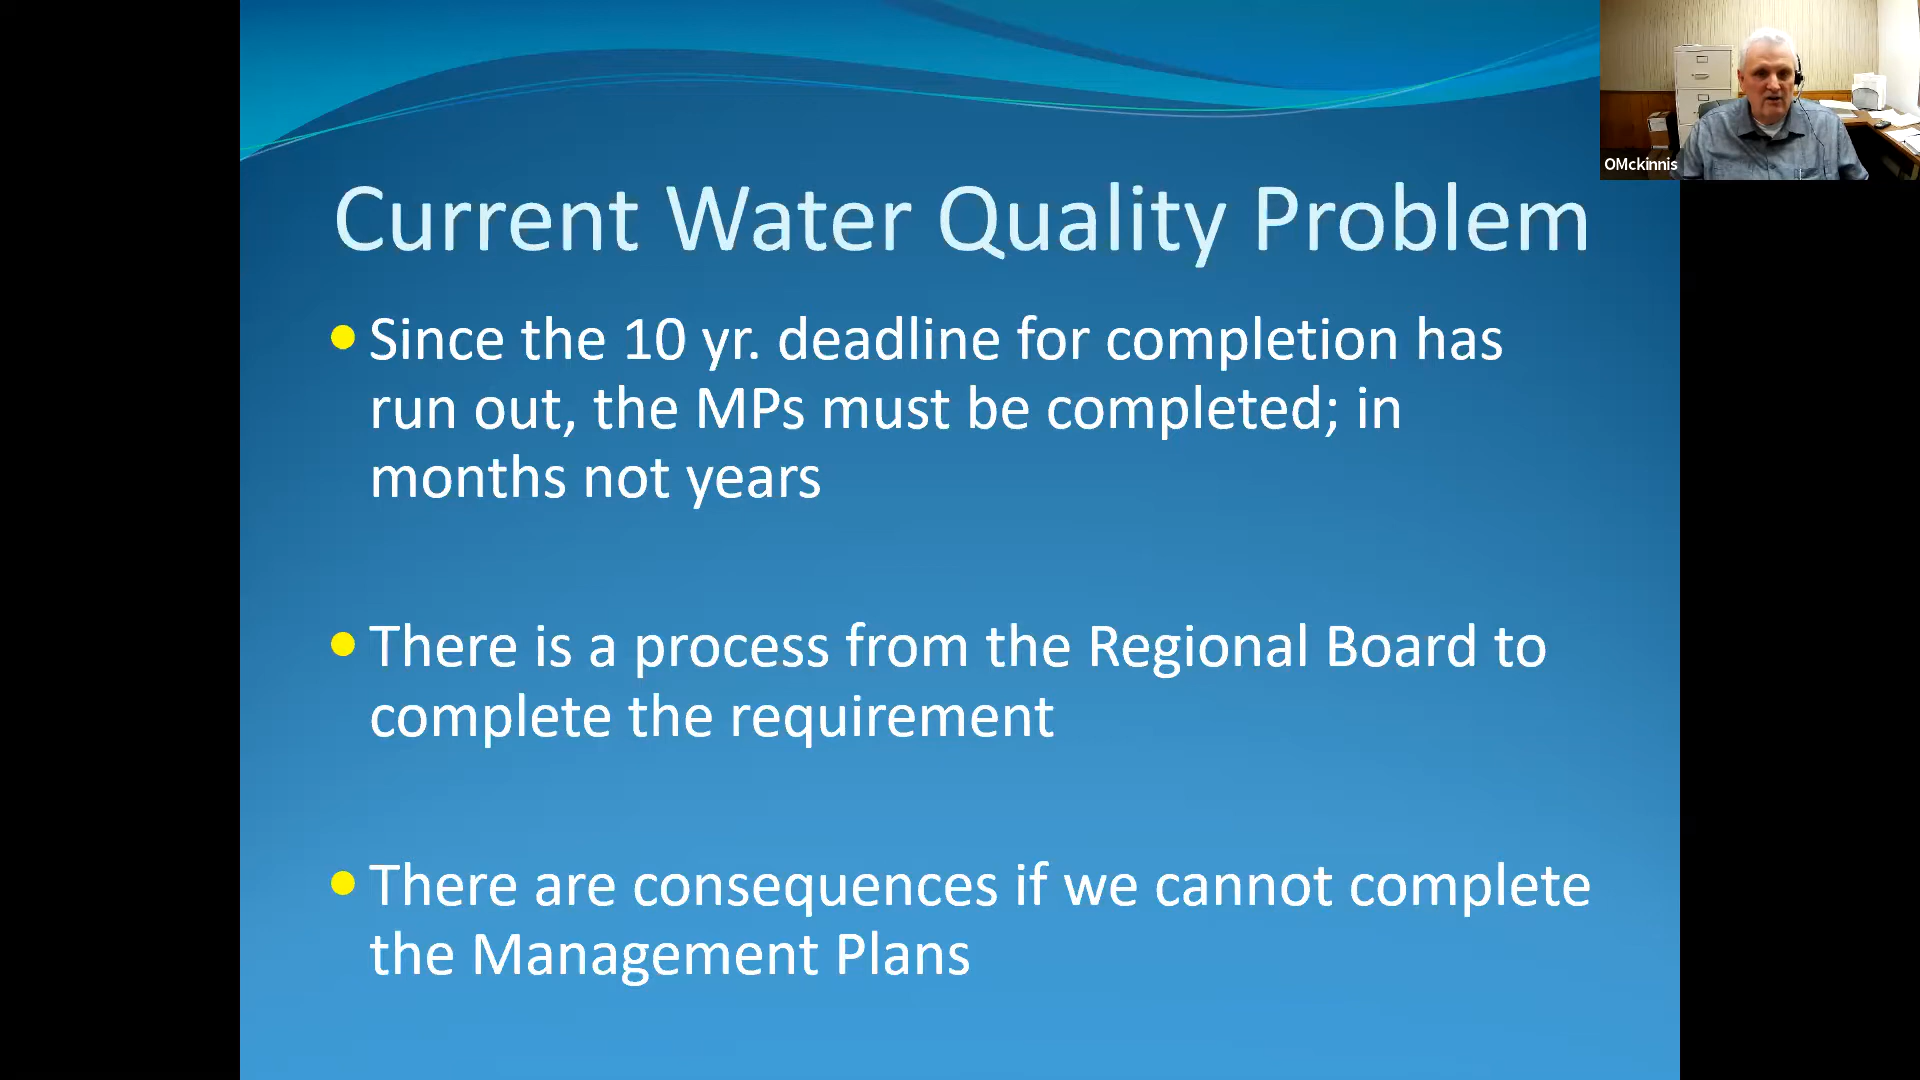 Current Water Quality Problem
OMckinnis
Since the 10 yr. deadline for completion has
run out, the MPs must be completed; in
months not years
There is a process from the Regional Board to
complete the requirement
There are consequences if we cannot complete
the Management Plans